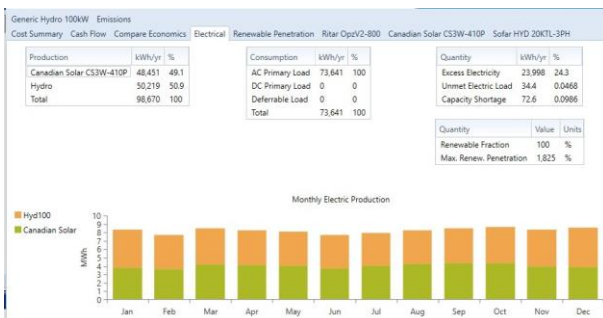 Generic Hydro 100kW Emissions
Cost Summary Cash Flow Compare Economics Electrical Renewable Penetration Ritar OpzV2-800 Canadian Solar CS3W-410P Sofar HYD 20KTL-3PH
Production kWh/yr %
Canadian Solar CS3W-410P 48,451 49.1
Hydro 50,219 50.9
Total 98,670 100
Consumption kWh/yr %
AC Primary Load 73,641 100
DC Primary Load 0 0
Deferrable Load 0 0
Total 73,641 100
Quantity kWh/yr %
Excess Electricity 23,998 24.3
Unmet Electric Load 34.4 0.0468
Capacity Shortage 72.6 0.0986
Quantity Value Units
Renewable Fraction 100 %
Max. Renew. Penetration 1,825 %
Monthly Electric Production
Hyd100
Canadian Solar
MWh
10
9
8
7
6
5
4
3
2
1
0
Jan Feb Mar Apr May Jun Jul Aug Sep Oct Nov Dec